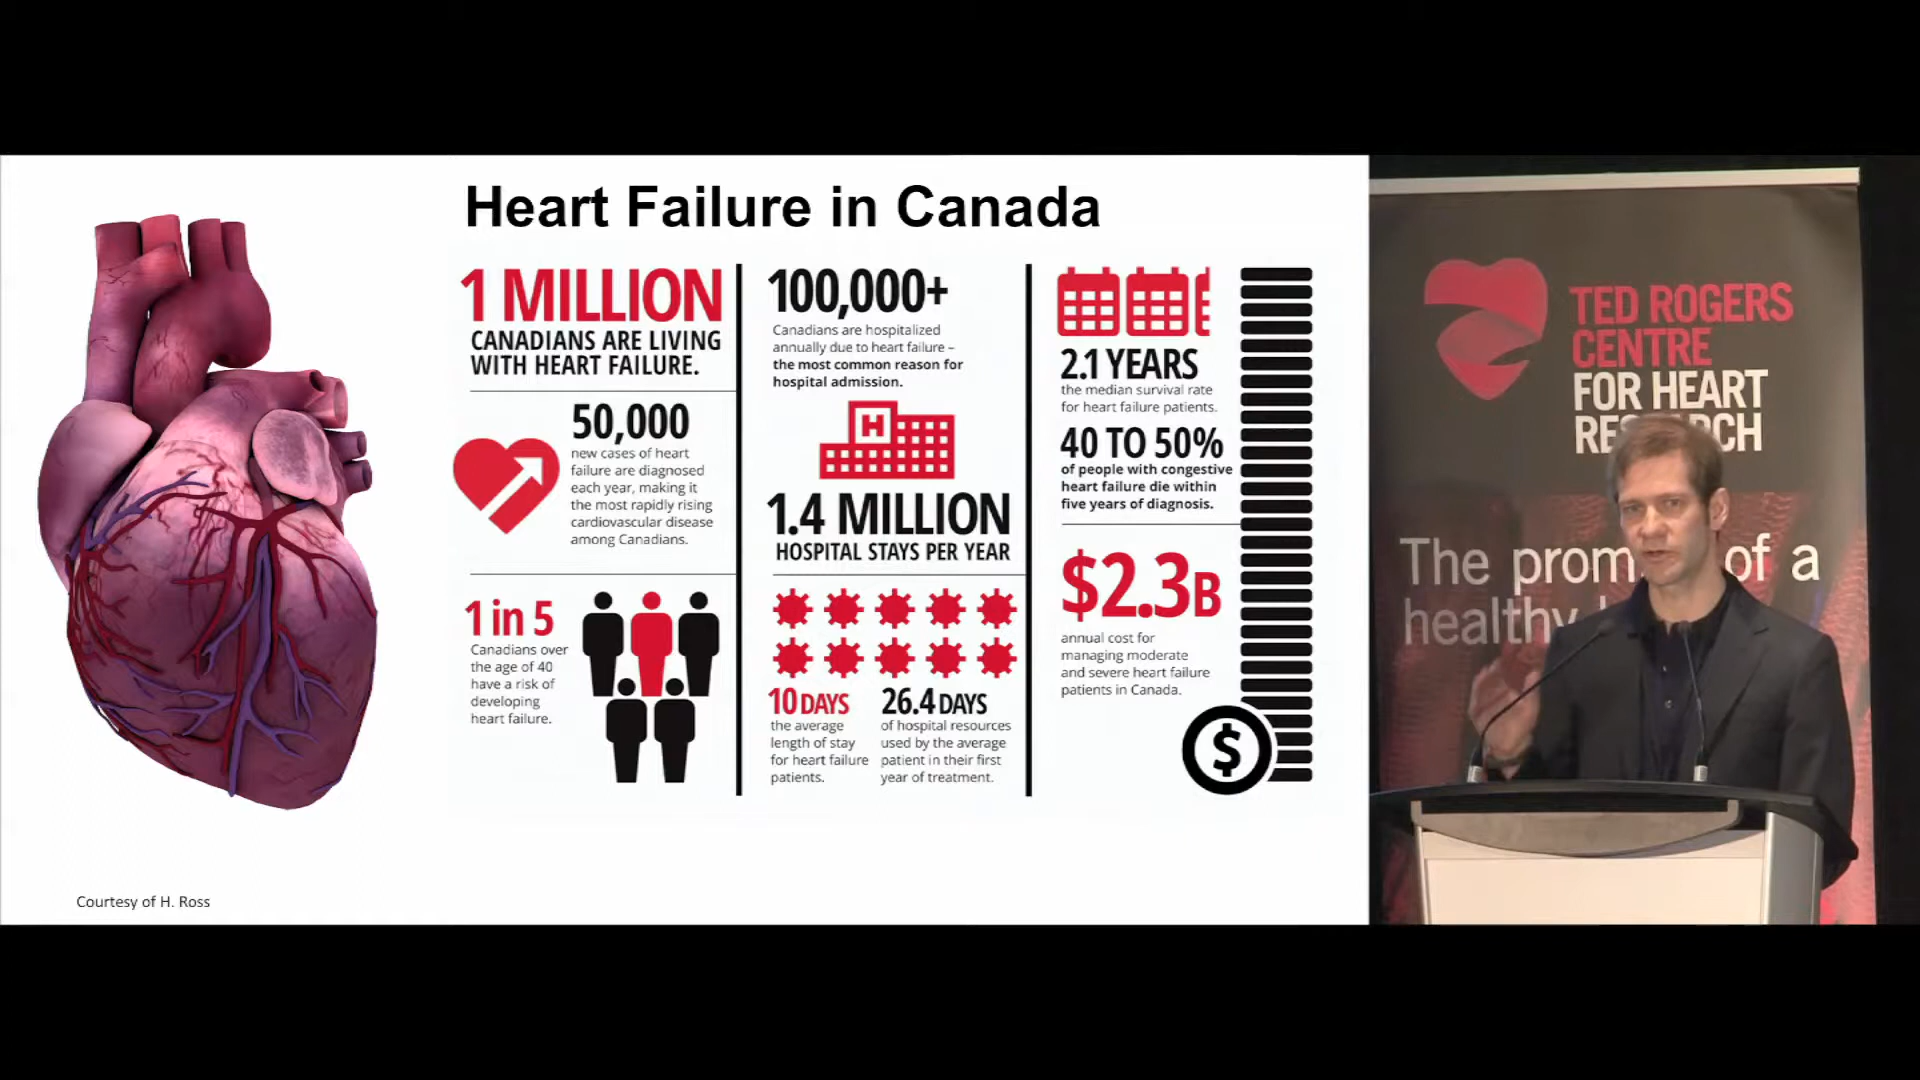 Heart Failure in Canada
1 MILLION
CANADIANS ARE LIVING
WITH HEART FAILURE.
50,000
new cases of heart
failure are diagnosed
each year, making it
the most rapidly rising
cardiovascular disease
among Canadians.
1 in 5
Canadians over
the age of 40
have a risk of
developing
heart failure.
100,000+
Canadians are hospitalized
annually due to heart failure –
the most common reason for
hospital admission.
H
1.4 MILLION
HOSPITAL STAYS PER YEAR
10 DAYS
the average
length of stay
for heart failure
patients.
26.4 DAYS
of hospital resources
used by the average
patient in their first
year of treatment.
2.1 YEARS
the median survival rate
for heart failure patients.
40 TO 50%
of people with congestive
heart failure die within
five years of diagnosis.
$2.3B
annual cost for
managing moderate
and severe heart failure
patients in Canada.
$
Courtesy of H. Ross
TED ROGERS
CENTRE
FOR HEART
The of a
healthy